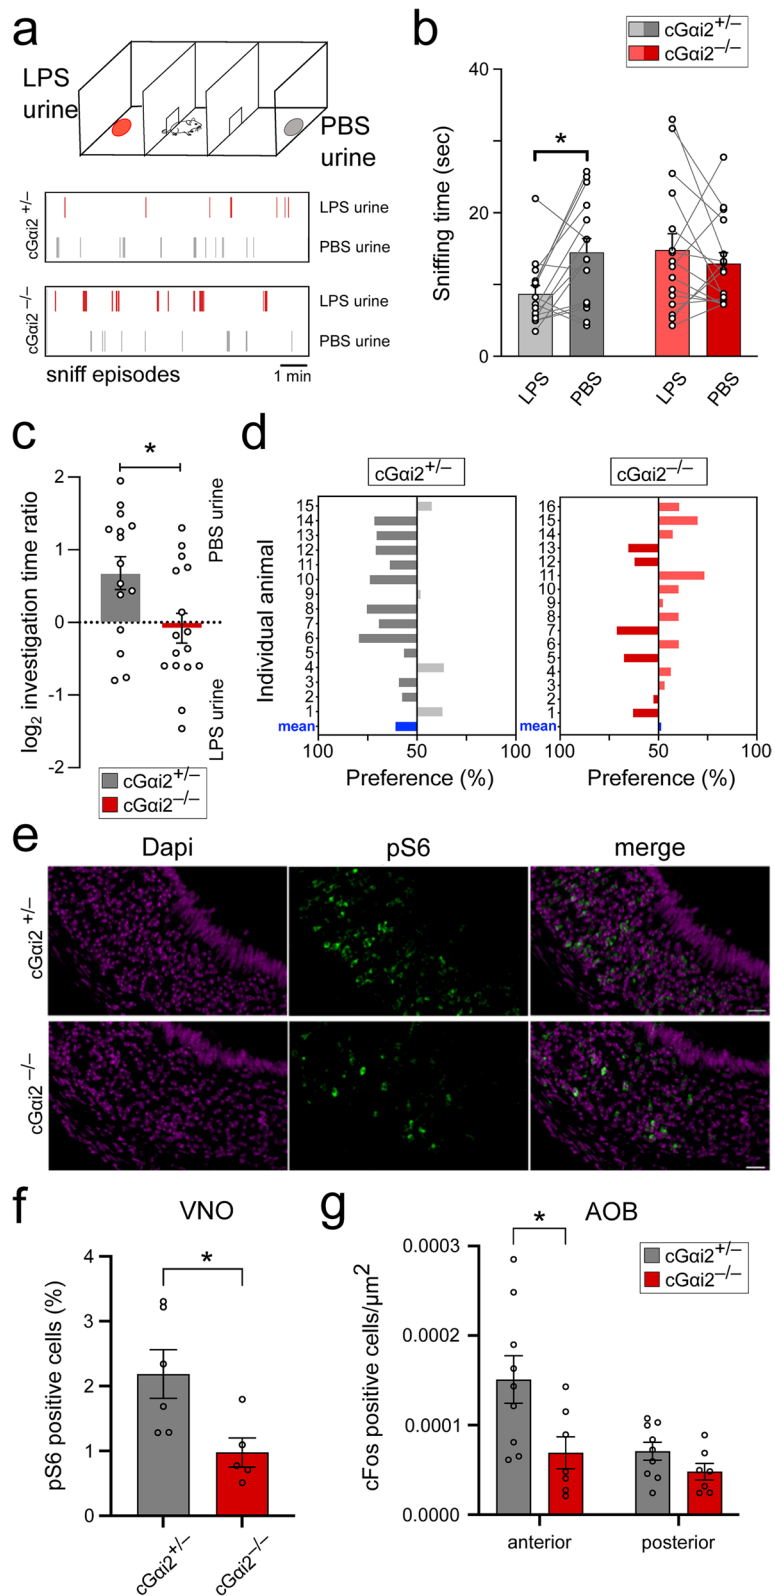 a
LPS
urine
PBS
urine
cGαi2 +/–
LPS urine
PBS urine
cGαi2 –/–
LPS urine
PBS urine
sniff episodes
1 min
b
cGαi2+/–
cGαi2–/–
Sniffing time (sec)
40
20
0
*
LPS
PBS
LPS
PBS
c
log2 investigation time ratio
2
1
0
-1
-2
*
PBS urine
LPS urine
cGαi2+/–
cGαi2–/–
d
cGαi2+/–
cGαi2–/–
Individual animal
15
14
13
12
11
10
9
8
7
6
5
4
3
2
1
mean
100
50
100
Preference (%)
16
15
14
13
12
11
10
9
8
7
6
5
4
3
2
1
mean
100
50
100
Preference (%)
e
Dapi
pS6
merge
cGαi2 +/–
cGαi2 –/–
f
VNO
pS6 positive cells (%)
4
3
2
1
0
*
cGαi2+/–
cGαi2–/–
g
AOB
cGαi2+/–
cGαi2–/–
cFos positive cells/µm2
0.0003
0.0002
0.0001
0.0000
*
anterior
posterior